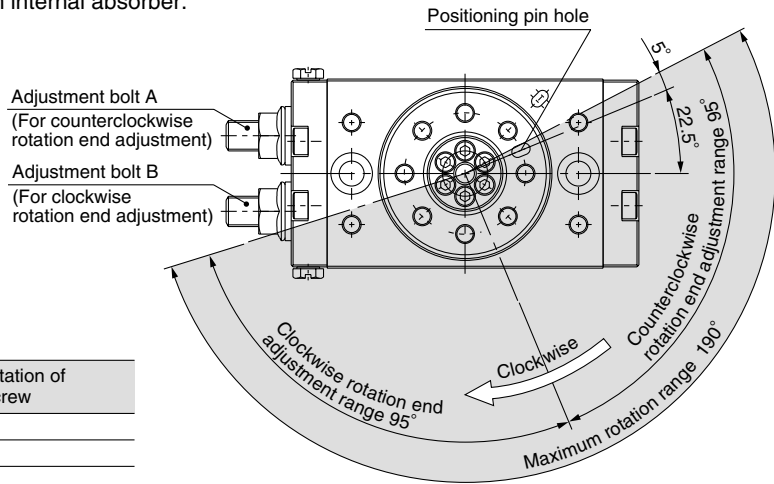 internal absorber.
Positioning pin hole
5°
22.5°
Adjustment bolt A
(For counterclockwise
rotation end adjustment)
Adjustment bolt B
(For clockwise
rotation end adjustment)
Counterclockwise
rotation end adjustment range 95°
Clockwise
Clockwise rotation end
adjustment range 95°
Maximum rotation range 190°
tation of
crew